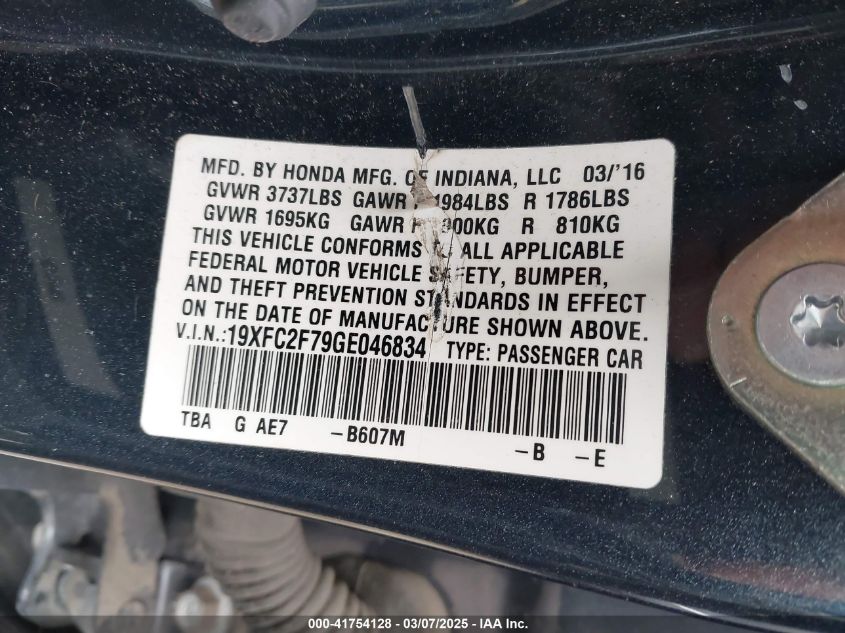 MFD. BY HONDA MFG. OF INDIANA, LLC 03/'16
GVWR 3737LBS GAWR 1984LBS R 1786LBS
GVWR 1695KG GAWR 900KG R 810KG
THIS VEHICLE CONFORMS ALL APPLICABLE
FEDERAL MOTOR VEHICLE SAFETY, BUMPER,
AND THEFT PREVENTION STANDARDS IN EFFECT
ON THE DATE OF MANUFACTURE SHOWN ABOVE.
V.I.N.:19XFC2F79GE046834 TYPE: PASSENGER CAR
TBA G AE7 -B607M -B -E
000-41754128 - 03/07/2025 - IAA Inc.